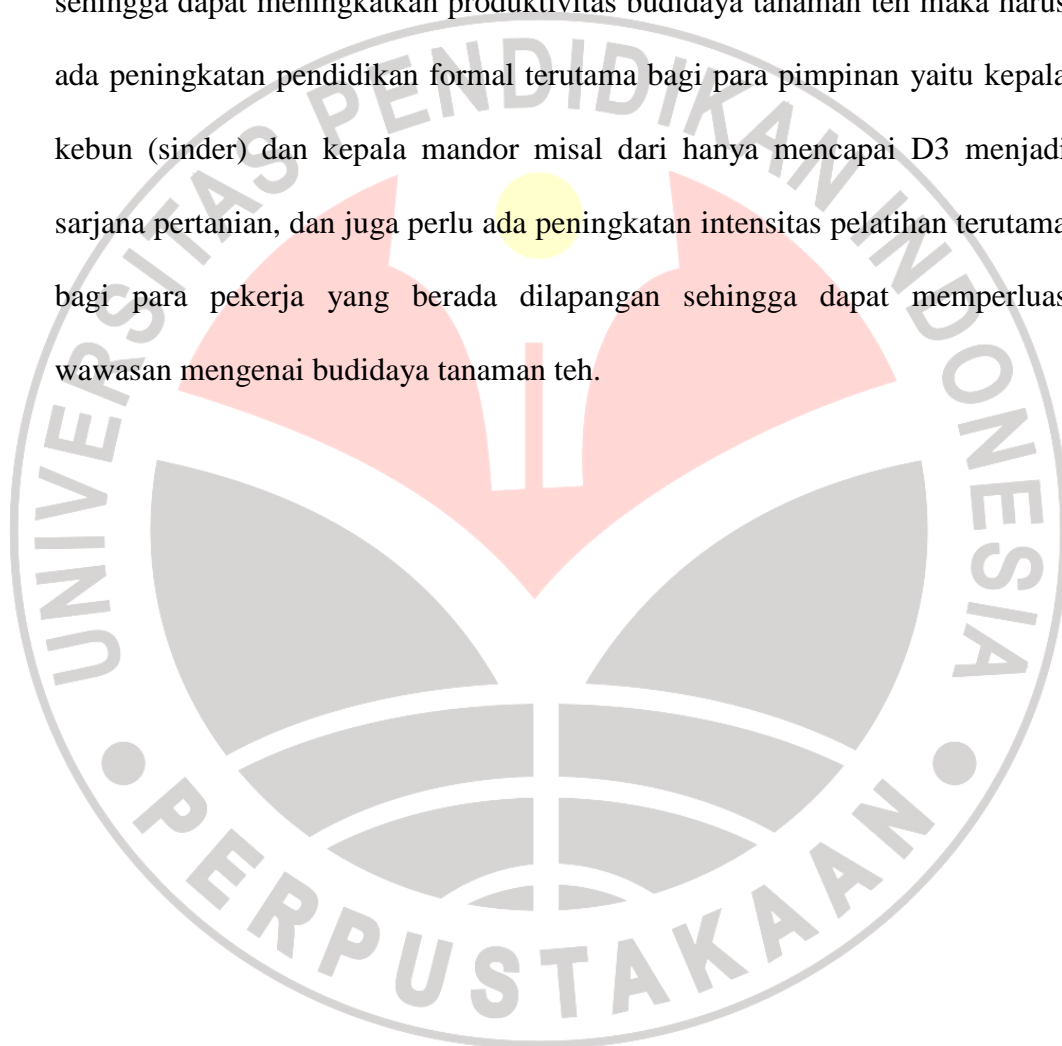 sehingga dapat meningkatkan produktivitas budidaya tanaman teh maka harus
ada peningkatan pendidikan formal terutama bagi para pimpinan yaitu kepala
kebun (sinder) dan kepala mandor misal dari hanya mencapai D3 menjadi
sarjana pertanian, dan juga perlu ada peningkatan intensitas pelatihan terutama
bagi para pekerja yang berada dilapangan sehingga dapat memperluas
wawasan mengenai budidaya tanaman teh.
UNIVERSITAS PENDIDIKAN INDONESIA
PERPUSTAKAAN